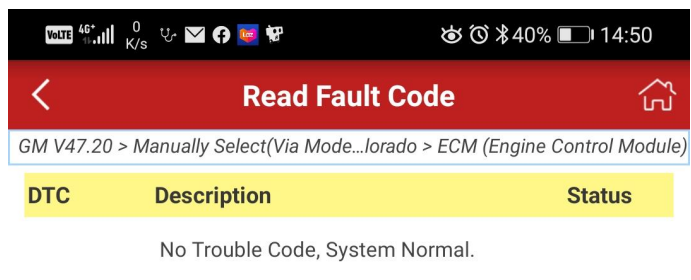 VoLTE 4G+ 0 K/s 40% 14:50
Read Fault Code
GM V47.20 > Manually Select(Via Mode...lorado > ECM (Engine Control Module)
DTC Description Status
No Trouble Code, System Normal.